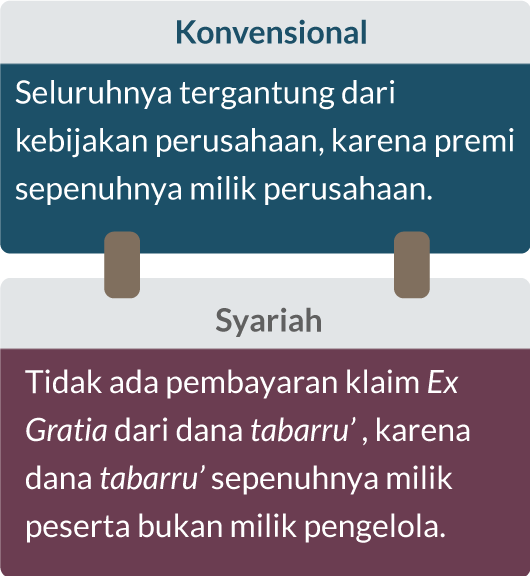 Konvensional
Seluruhnya tergantung dari
kebijakan perusahaan, karena premi
sepenuhnya milik perusahaan.
Syariah
Tidak ada pembayaran klaim Ex
Gratia dari dana tabarru’ , karena
dana tabarru’ sepenuhnya milik
peserta bukan milik pengelola.